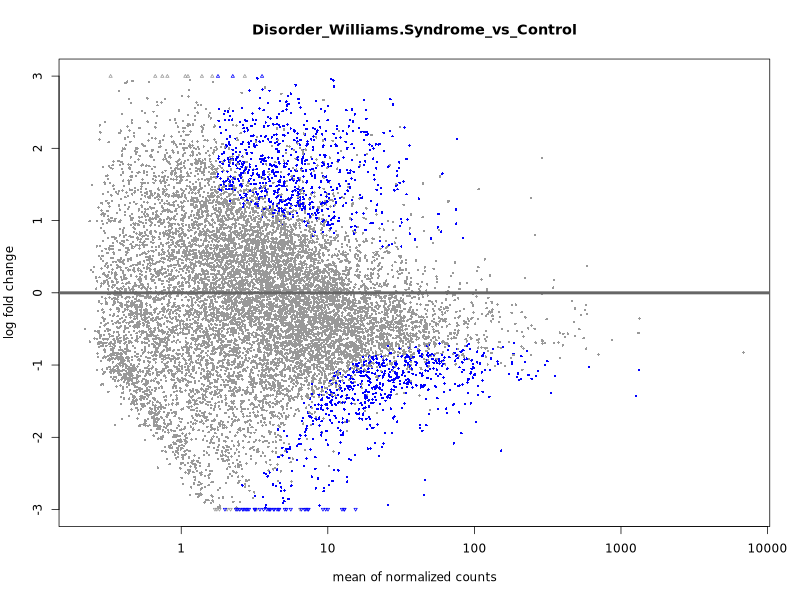 Disorder_Williams.Syndrome_vs_Control
3
2
1
0
-1
-2
-3
log fold change
1 10 100 1000 10000
mean of normalized counts